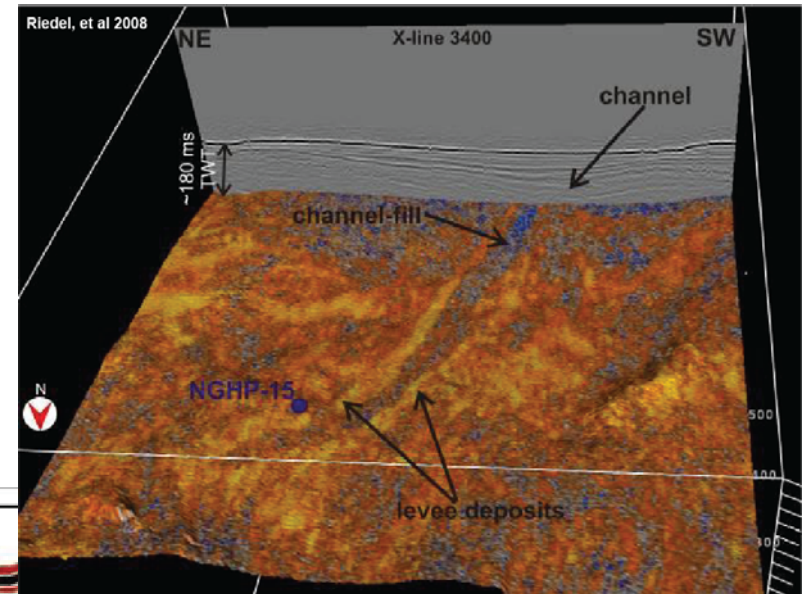 Riedel, et al 2008
NE
X-line 3400
SW
channel
~180 ms
TWT
channel-fill
N
NGHP-15
500
levee deposits